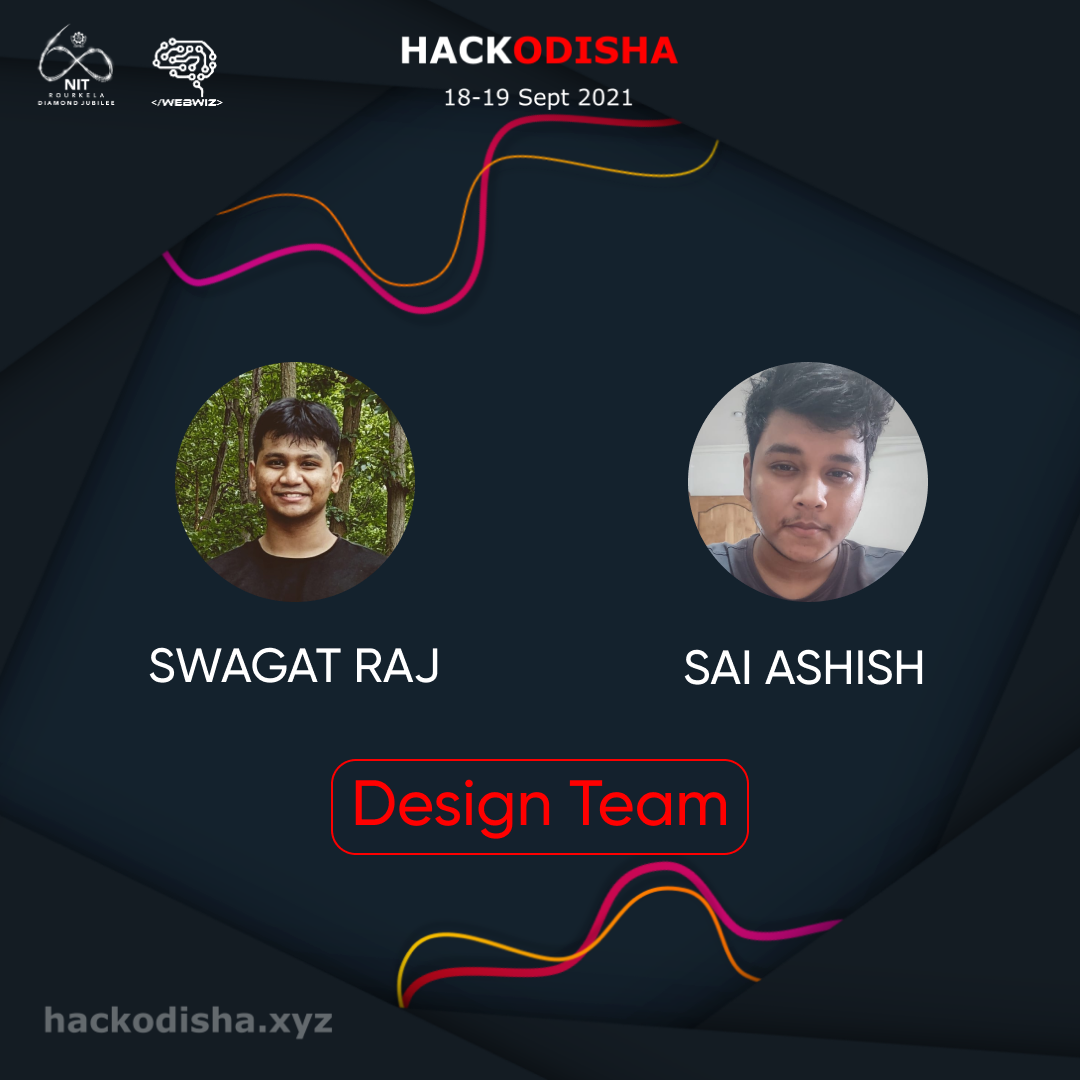 HACKODISHA
18-19 Sept 2021
NIT
ROURKELA
DIAMOND JUBILEE
</WEBWIZ>
SWAGAT RAJ
SAI ASHISH
Design Team
hackodisha.xyz